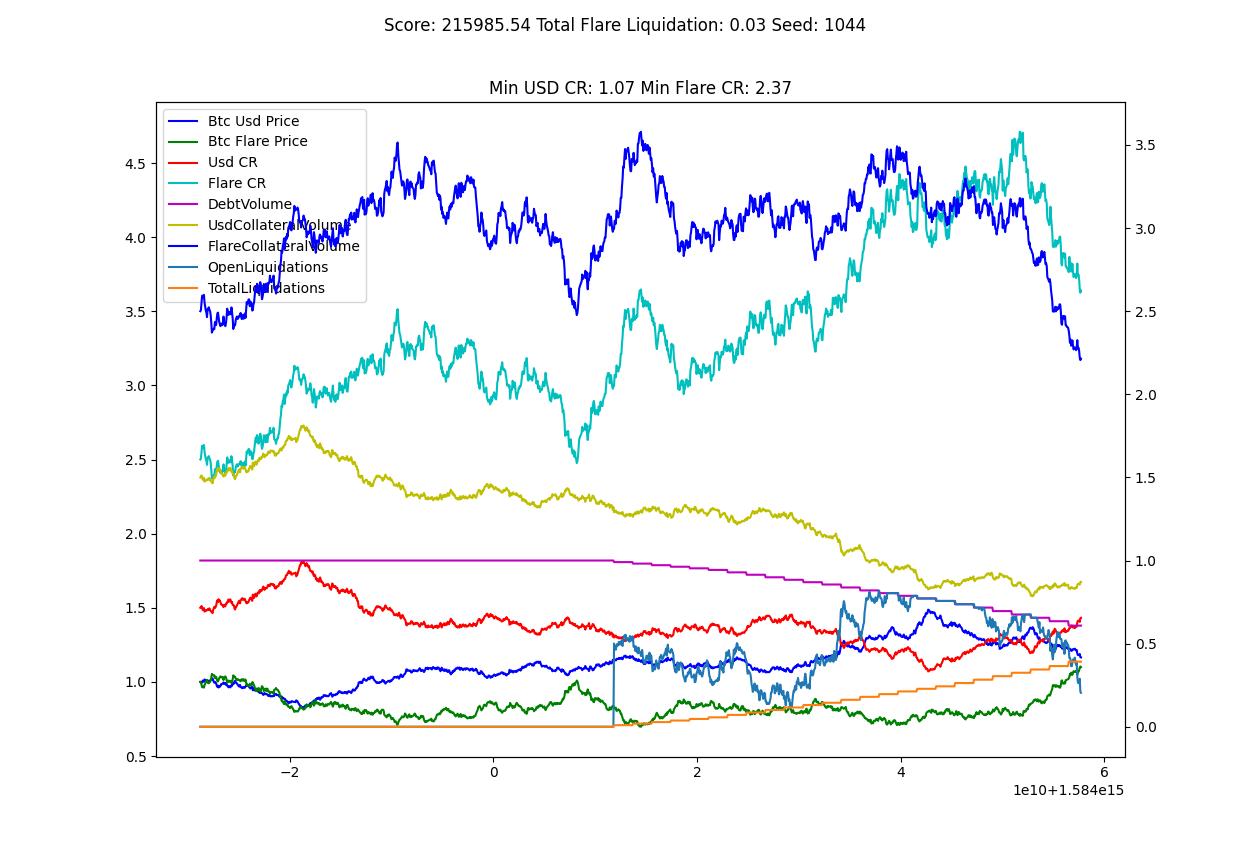 Score: 215985.54 Total Flare Liquidation: 0.03 Seed: 1044
Min USD CR: 1.07 Min Flare CR: 2.37
Btc Usd Price
Btc Flare Price
Usd CR
Flare CR
DebtVolume
UsdCollateralVolume
FlareCollateralVolume
OpenLiquidations
TotalLiquidations
4.5
4.0
3.5
3.0
2.5
2.0
1.5
1.0
0.5
3.5
3.0
2.5
2.0
1.5
1.0
0.5
0.0
−2
0
2
4
6
1e10+1.584e15